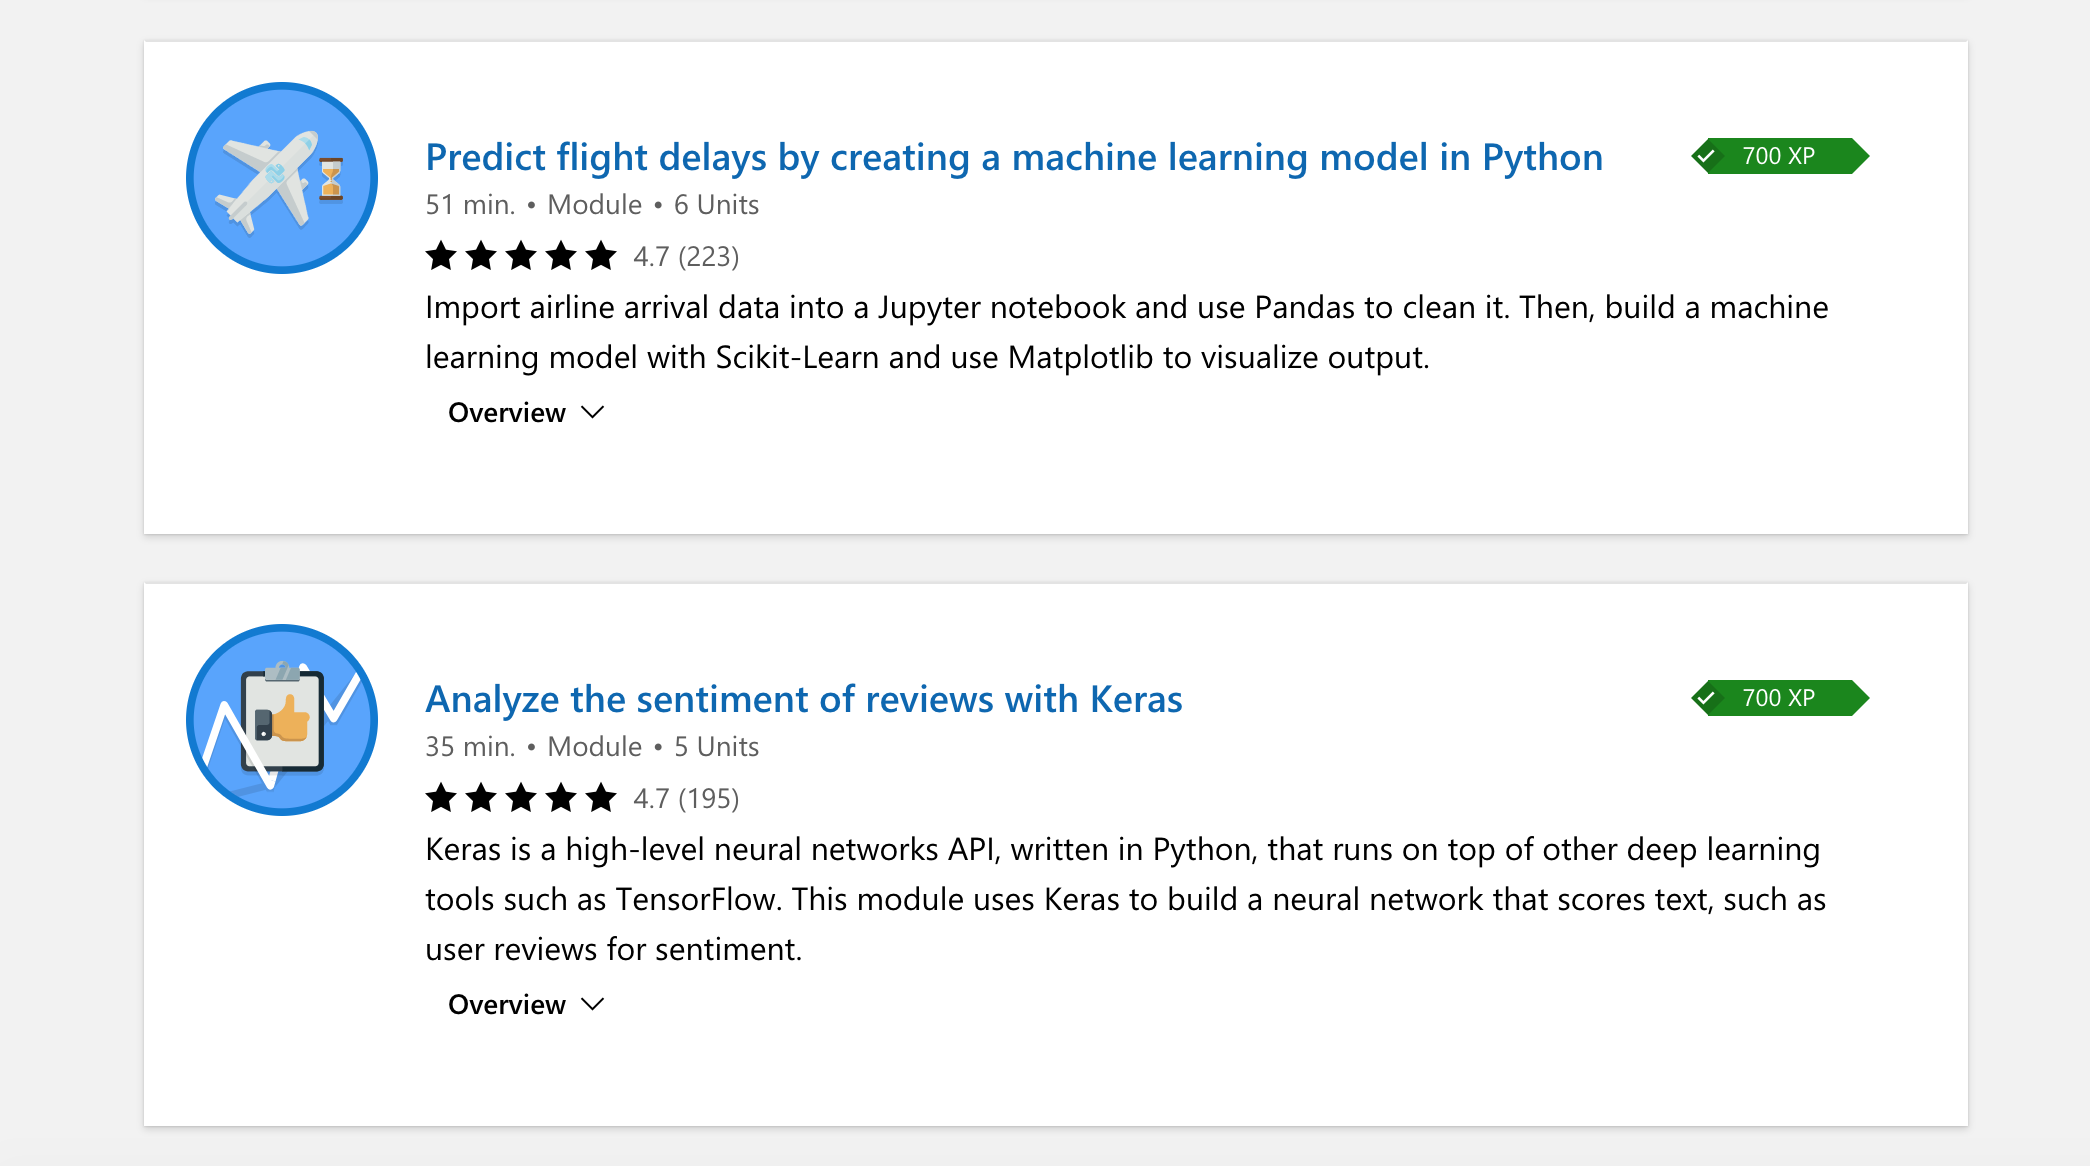 Predict flight delays by creating a machine learning model in Python
700 XP
51 min. • Module • 6 Units
4.7 (223)
Import airline arrival data into a Jupyter notebook and use Pandas to clean it. Then, build a machine
learning model with Scikit-Learn and use Matplotlib to visualize output.
Overview
Analyze the sentiment of reviews with Keras
700 XP
35 min. • Module • 5 Units
4.7 (195)
Keras is a high-level neural networks API, written in Python, that runs on top of other deep learning
tools such as TensorFlow. This module uses Keras to build a neural network that scores text, such as
user reviews for sentiment.
Overview